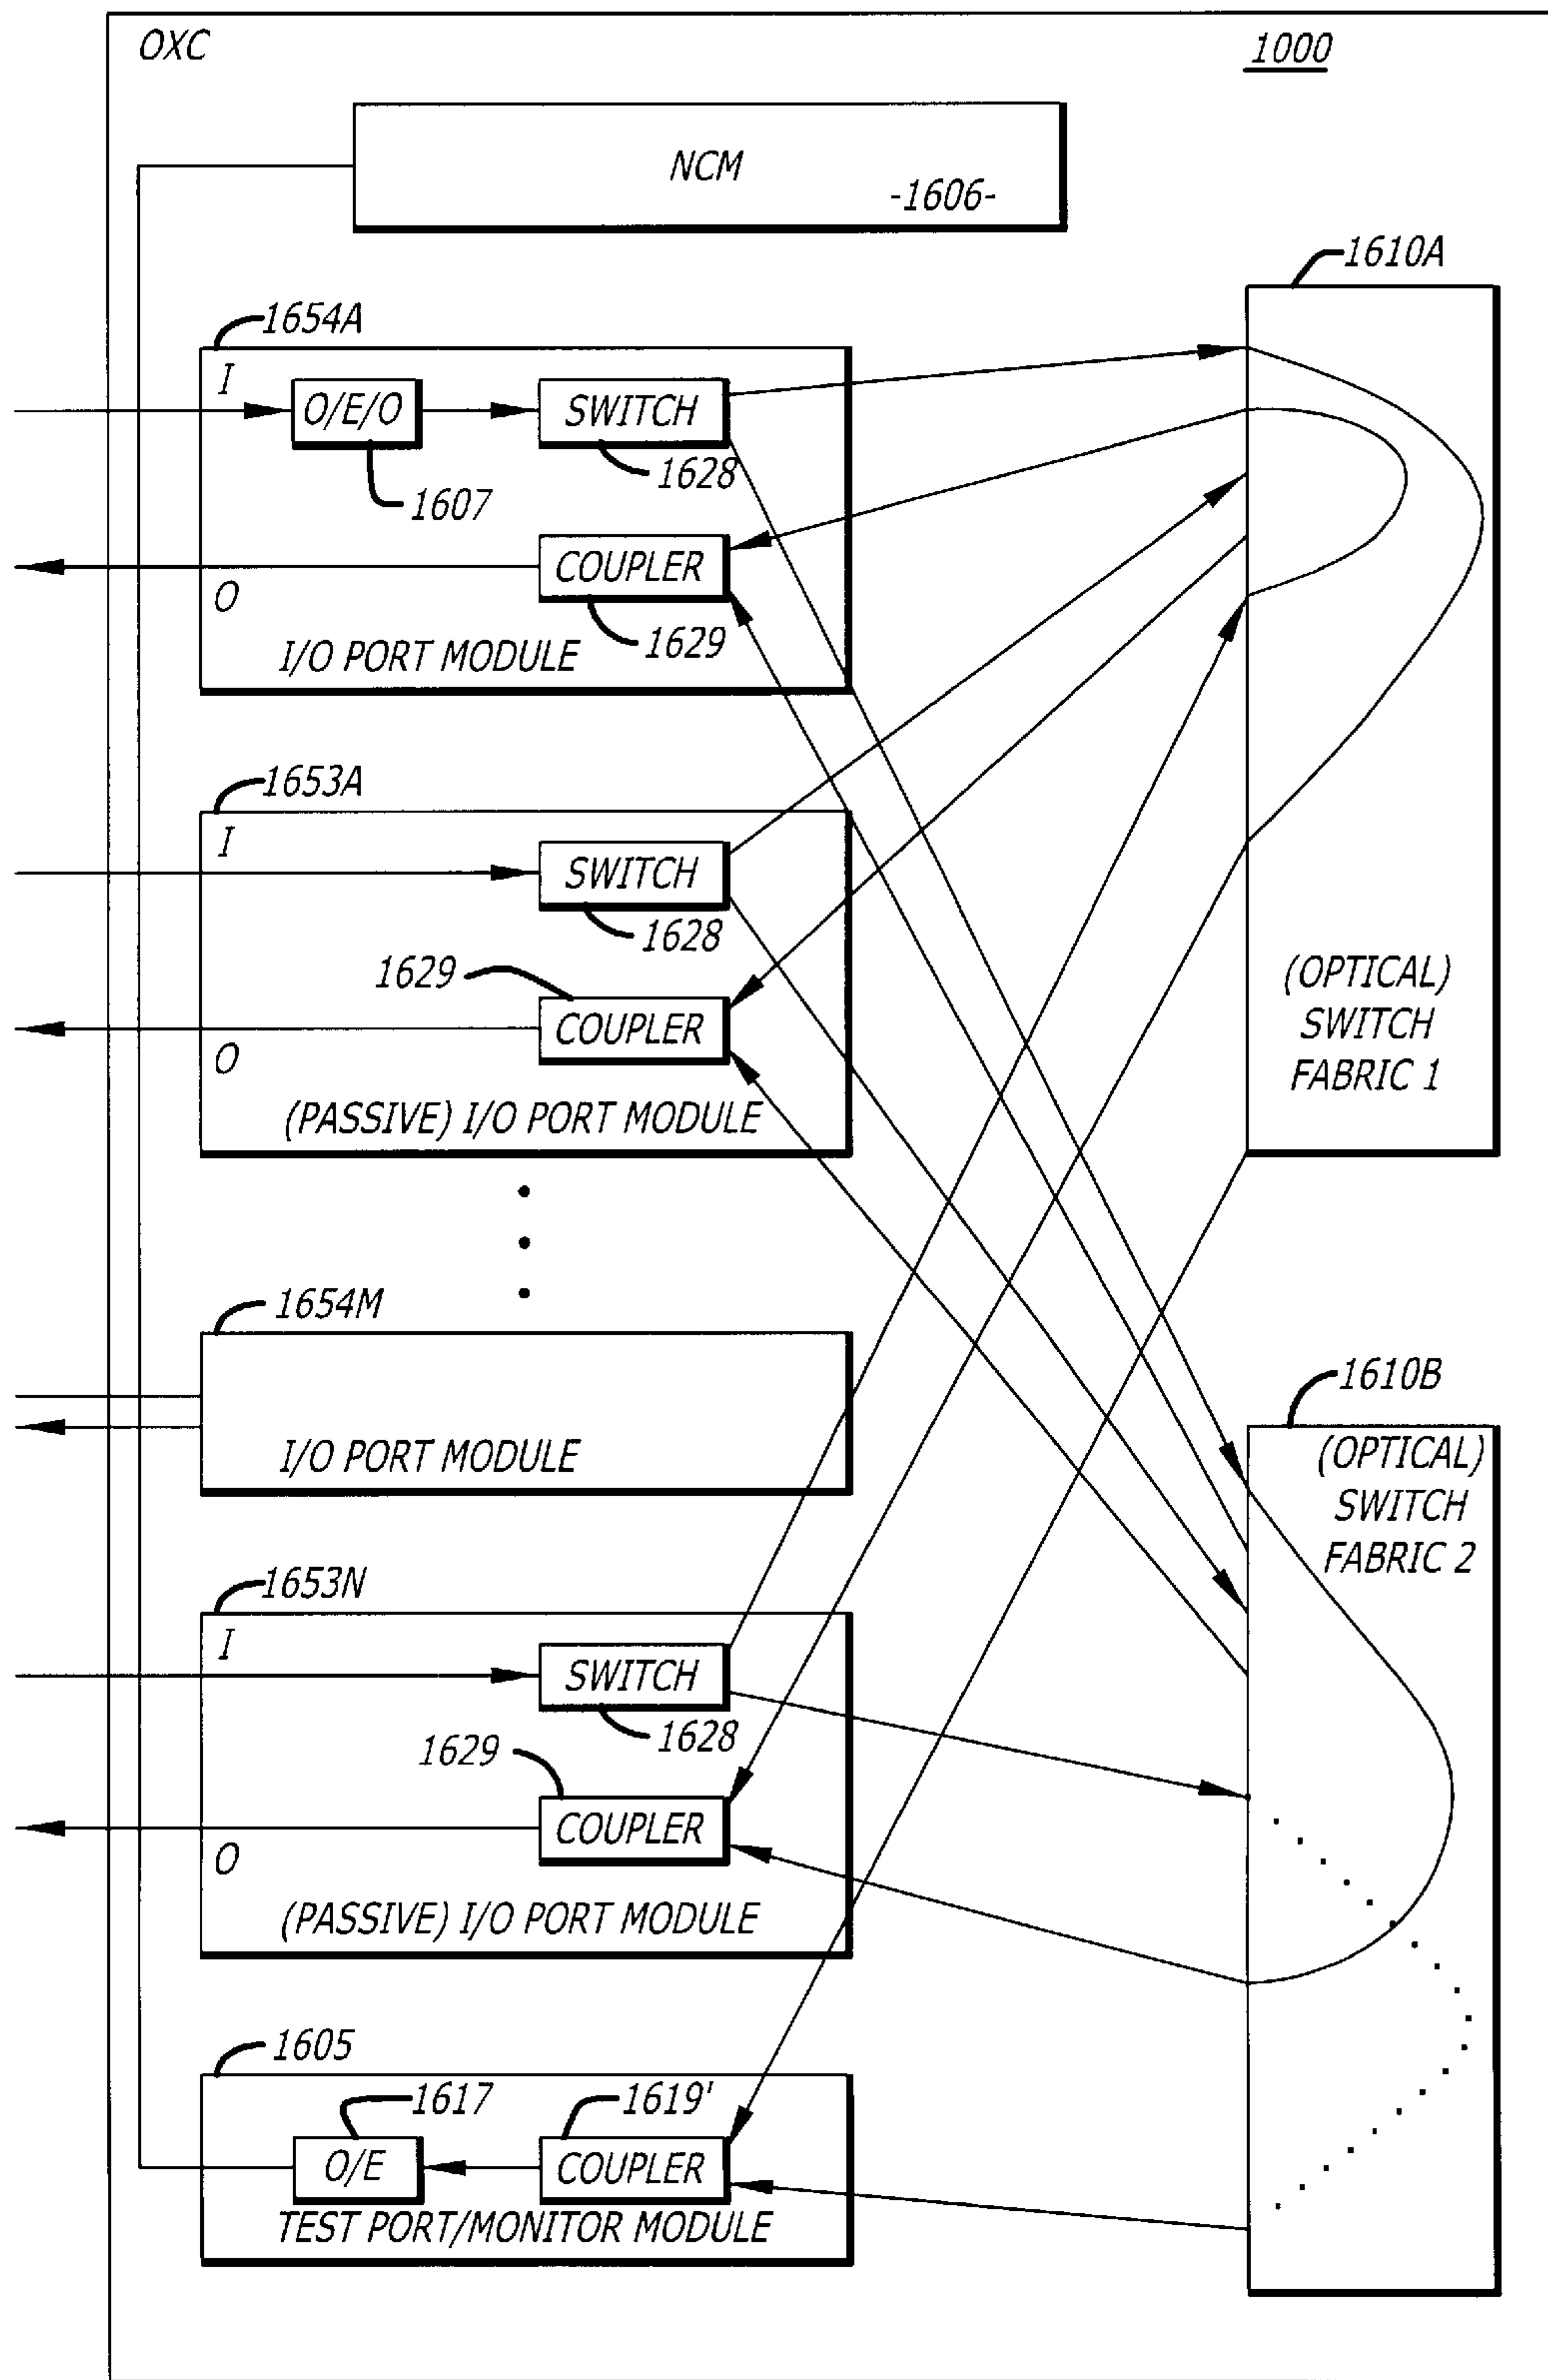 OXC
1000
NCM
-1606-
1610A
1654A
I
O/E/O
SWITCH
1628
1607
COUPLER
O
1629
I/O PORT MODULE
1653A
I
SWITCH
1628
1629
COUPLER
O
(PASSIVE) I/O PORT MODULE
(OPTICAL)
SWITCH
FABRIC 1
1654M
I/O PORT MODULE
1610B
(OPTICAL)
SWITCH
FABRIC 2
1653N
I
SWITCH
1628
1629
COUPLER
O
(PASSIVE) I/O PORT MODULE
1605
1617
1619'
O/E
COUPLER
TEST PORT/MONITOR MODULE